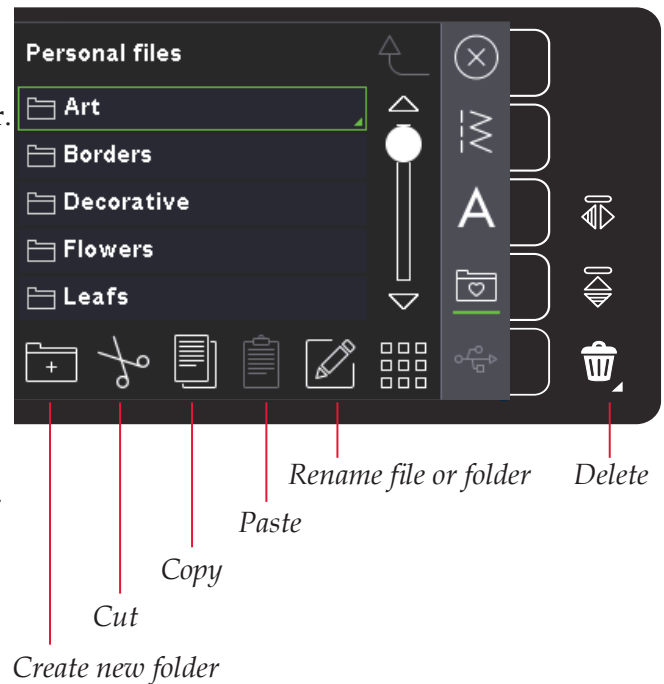 Personal files
r.
Art
Borders
Decorative
A
Flowers
Leafs
Rename file or folder
Delete
Paste
Copy
Cut
Create new folder